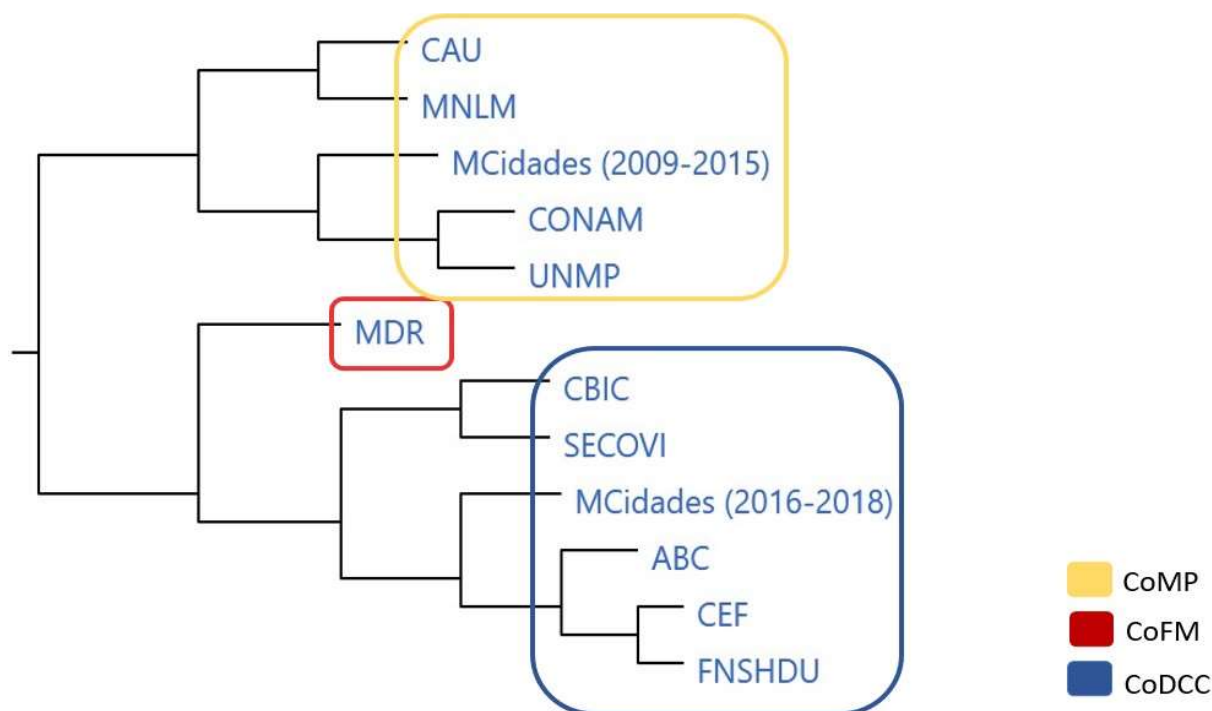 CAU
MNLM
MCidades (2009-2015)
CONAM
UNMP
MDR
CBIC
SECOVI
MCidades (2016-2018)
ABC
CEF
FNSHDU
CoMP
CoFM
CoDCC